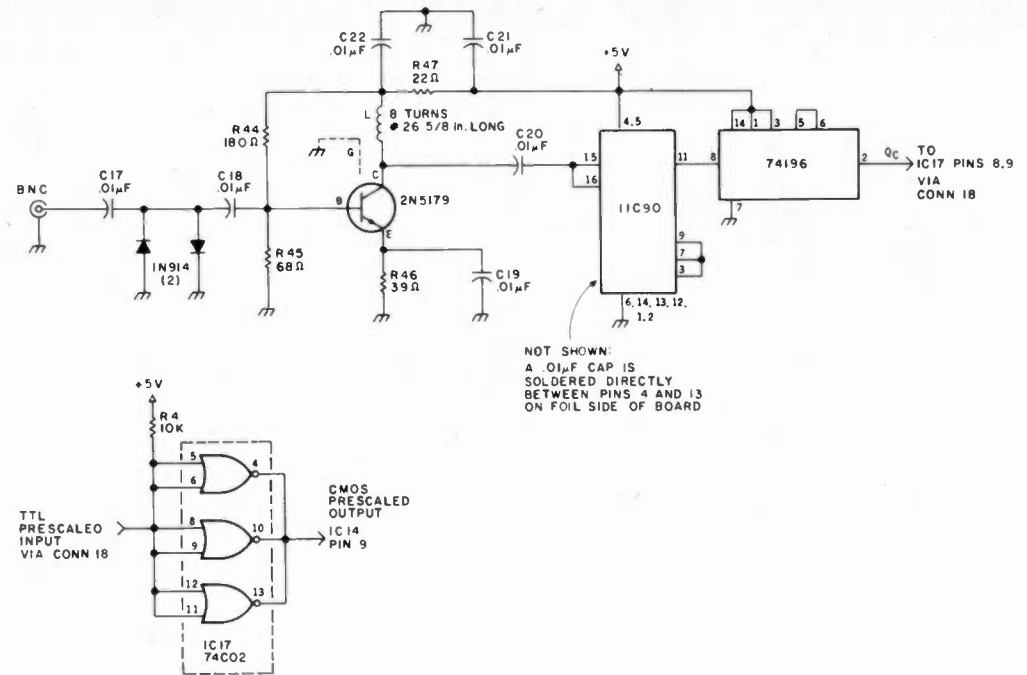 C22
.01µF
C21
.01µF
R47
22Ω
+5V
L
8 TURNS
# 26 5/8 In. LONG
R44
180Ω
G
C20
.01µF
4,5
14 1 3 5 6
BNC
C17
.01µF
C18
.01µF
C
B
E
2N5179
15
16
11C90
11
8
74196
2
QC
TO
IC17 PINS 8,9
VIA
CONN 18
7
1N914
(2)
R45
68Ω
R46
39Ω
C19
.01µF
9
7
3
6,14,13,12,
1,2
NOT SHOWN:
A .01µF CAP IS
SOLDERED DIRECTLY
BETWEEN PINS 4 AND 13
ON FOIL SIDE OF BOARD
+5V
R4
10K
5
6
4
TTL
PRESCALED
INPUT
VIA CONN 18
8
9
10
CMOS
PRESCALED
OUTPUT
IC14
PIN 9
12
11
13
IC17
74C02